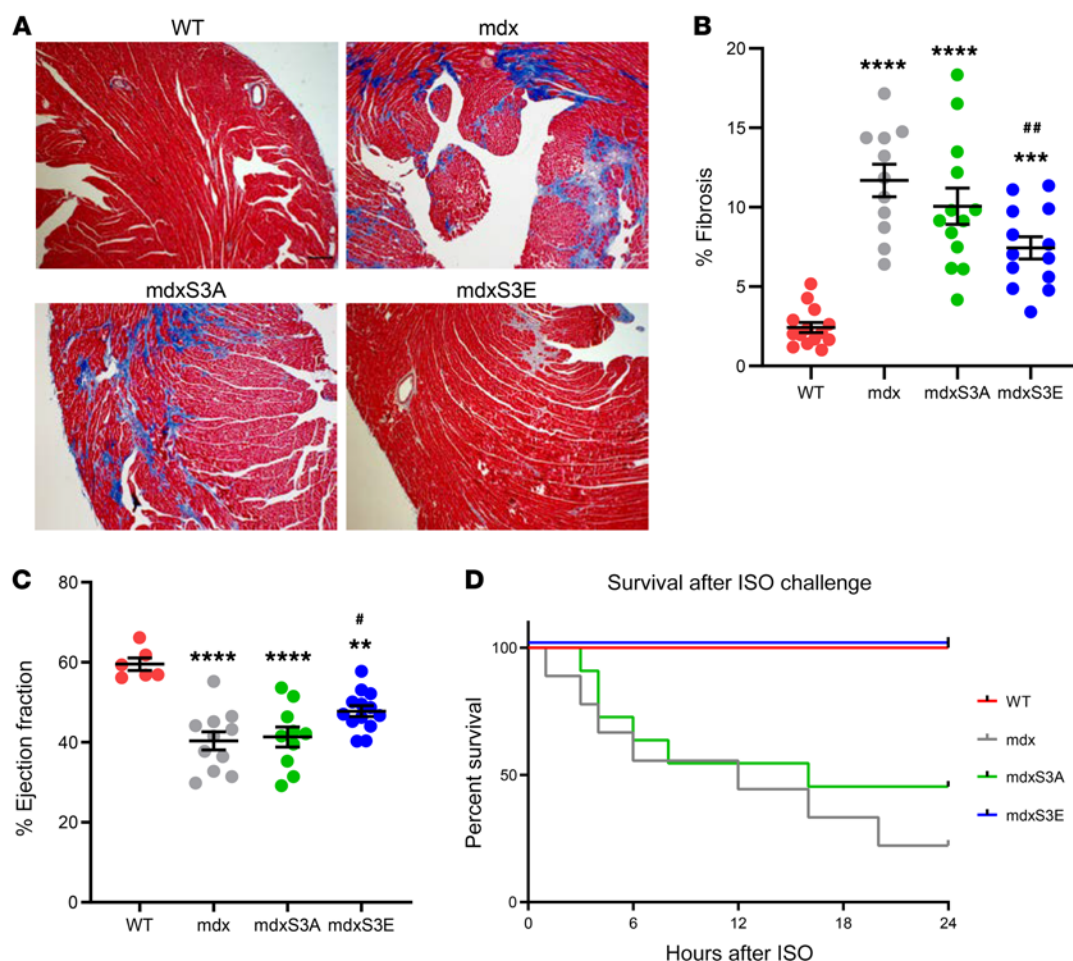 A
WT
mdx
mdxS3A
mdxS3E
B
% Fibrosis
20
15
10
5
0
****
****
##
***
WT
mdx
mdxS3A
mdxS3E
C
% Ejection fraction
80
60
40
20
0
****
****
#
**
WT
mdx
mdxS3A
mdxS3E
D
Survival after ISO challenge
Percent survival
100
50
0
0
6
12
18
24
Hours after ISO
WT
mdx
mdxS3A
mdxS3E